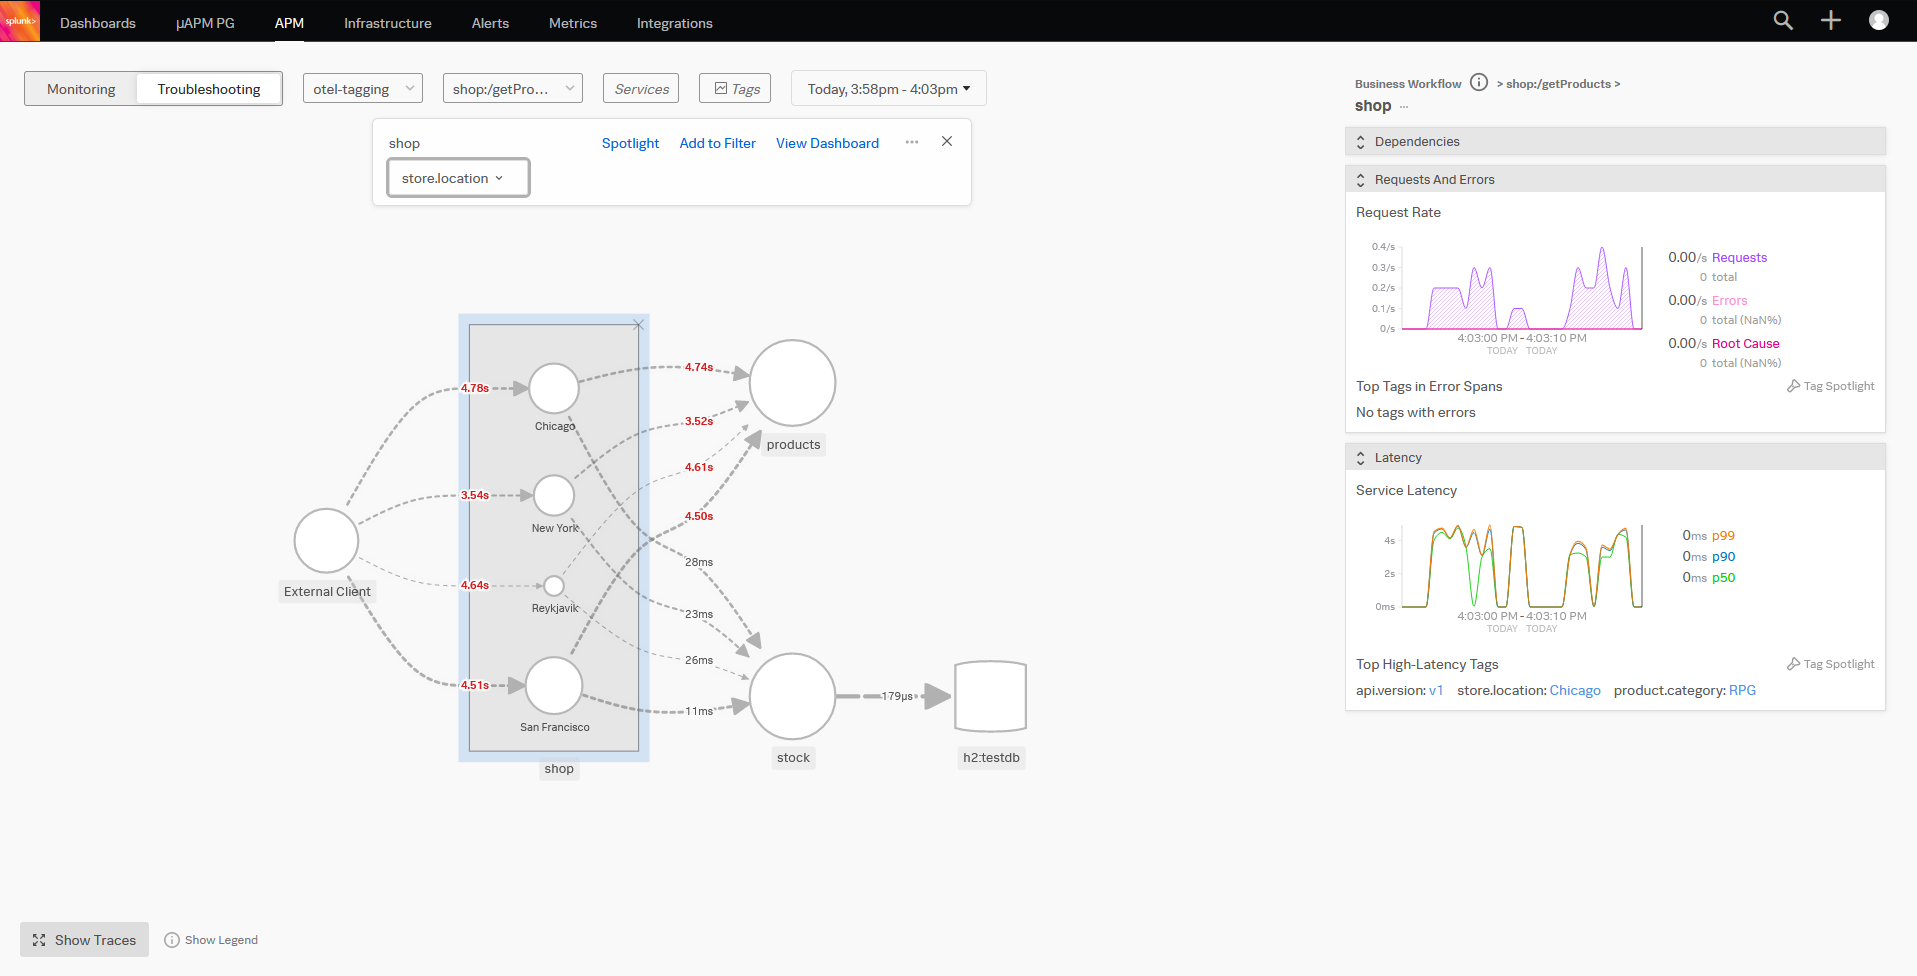 splunk>
Dashboards
µAPM PG
APM
Infrastructure
Alerts
Metrics
Integrations
Monitoring
Troubleshooting
otel-tagging
shop:/getPro...
Services
Tags
Today, 3:58pm - 4:03pm
shop
Spotlight
Add to Filter
View Dashboard
...
store.location
4.78s
Chicago
4.74s
products
3.54s
New York
3.52s
4.61s
4.50s
External Client
4.64s
Reykjavik
28ms
23ms
26ms
4.51s
San Francisco
11ms
shop
stock
179µs
h2:testdb
Show Traces
Show Legend
Business Workflow > shop:/getProducts >
shop ...
Dependencies
Requests And Errors
Request Rate
0.4/s
0.3/s
0.2/s
0.1/s
0/s
4:03:00 PM - 4:03:10 PM
TODAY TODAY
0.00/s Requests
0 total
0.00/s Errors
0 total (NaN%)
0.00/s Root Cause
0 total (NaN%)
Top Tags in Error Spans
Tag Spotlight
No tags with errors
Latency
Service Latency
4s
2s
0ms
4:03:00 PM - 4:03:10 PM
TODAY TODAY
0ms p99
0ms p90
0ms p50
Top High-Latency Tags
Tag Spotlight
api.version: v1 store.location: Chicago product.category: RPG